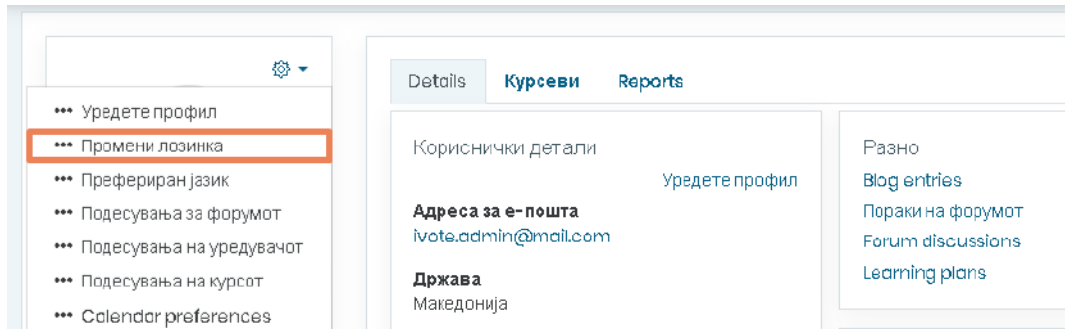 Уредете профил
Промени лозинка
Префериран јазик
Подесувања за форумот
Подесувања на уредувачот
Подесувања на курсот
Calendar preferences
Details Курсеви Reports
Кориснички детали
Уредете профил
Адреса за е-пошта
ivote.admin@mail.com
Држава
Македонија
Разно
Blog entries
Пораки на форумот
Forum discussions
Learning plans